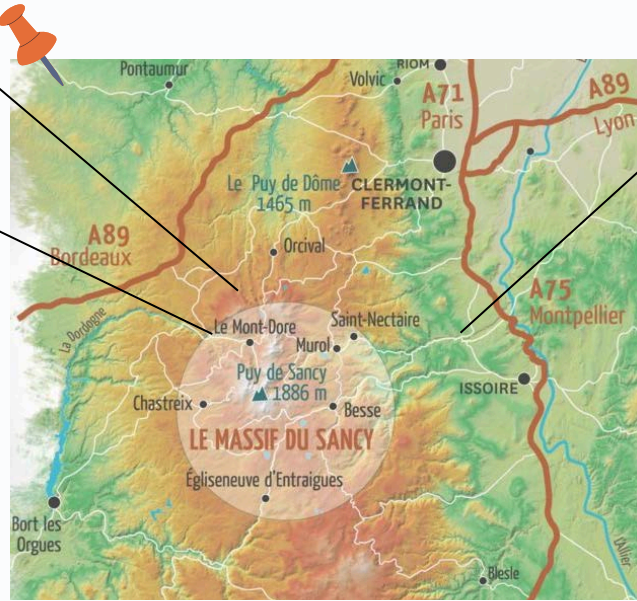 Pontaumur
RIOM
Volvic
A71
Paris
A89
Lyon
Le Puy de Dôme
1465 m
CLERMONT-
FERRAND
A89
Bordeaux
Orcival
A75
Montpellier
La Dordogne
Le Mont-Dore
Saint-Nectaire
Murol
Puy de Sancy
1886 m
ISSOIRE
Chastreix
Besse
LE MASSIF DU SANCY
Égliseneuve d'Entraigues
Bort les
Orgues
L'Allier
Blesle